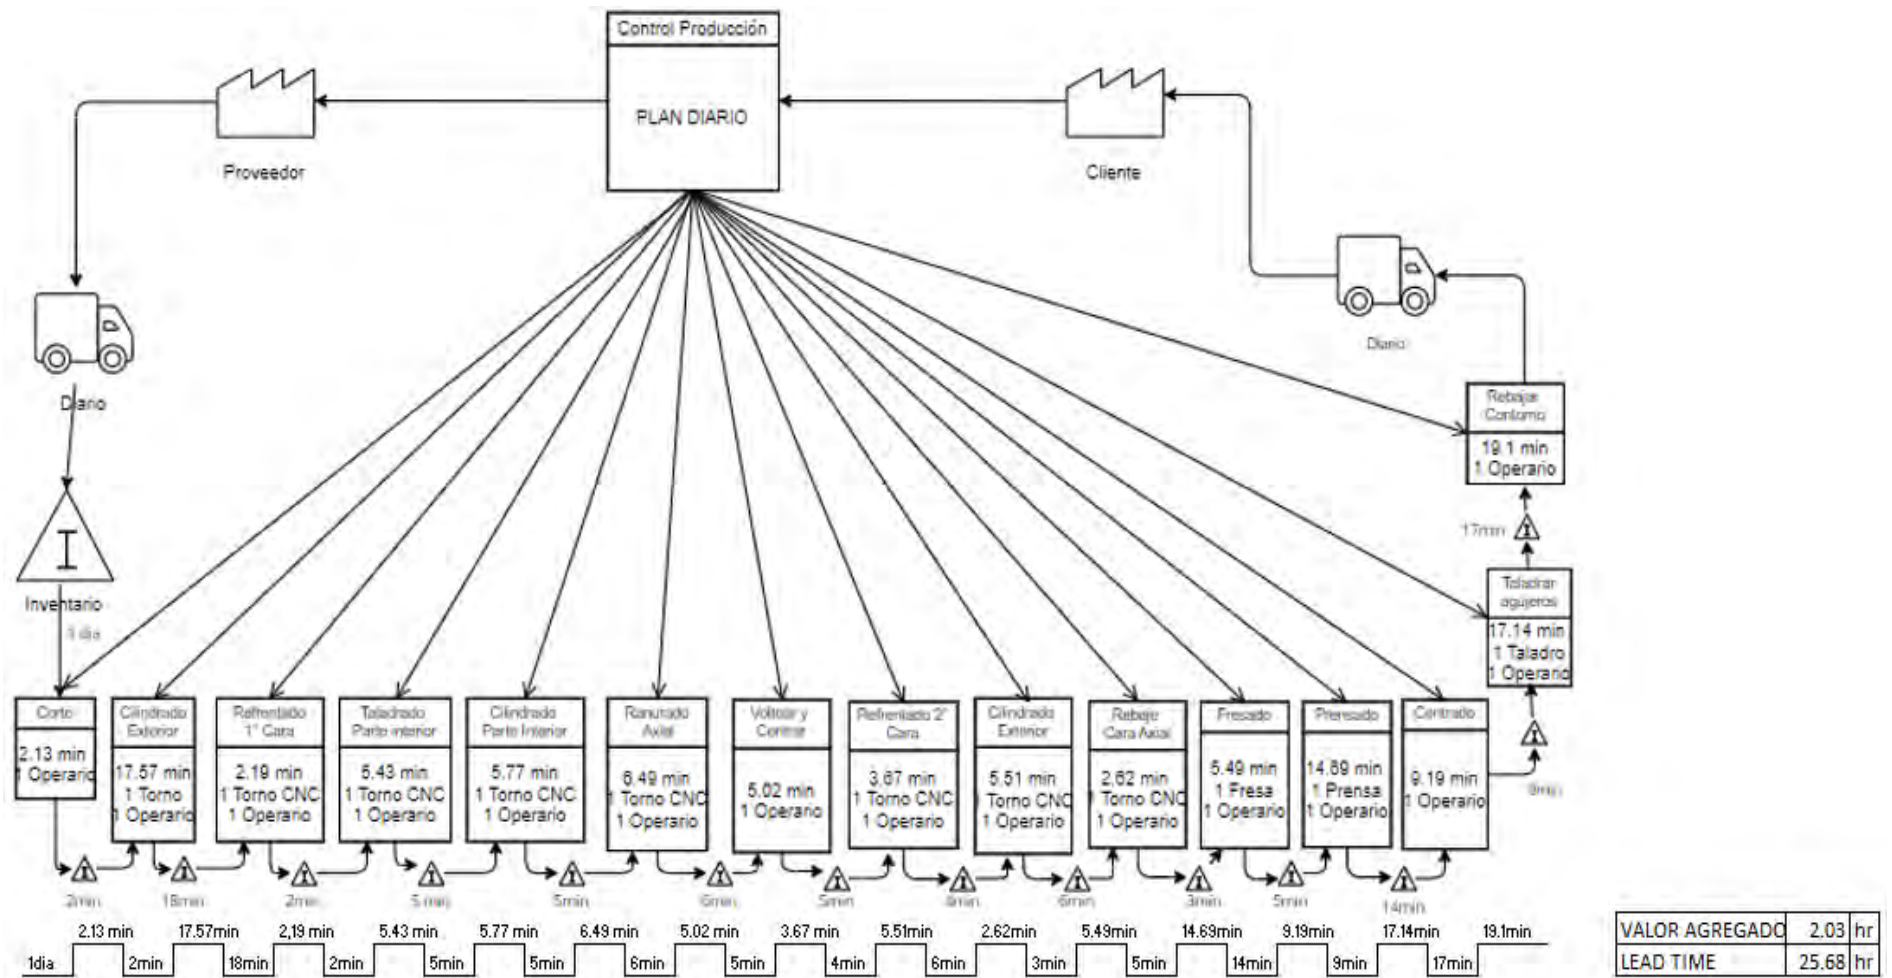 Control Producción
PLAN DIARIO
Proveedor
Cliente
Diario
Diario
Inventario
1 dia
Rebajar
Contorno
19.1 min
1 Operario
17min
Taladrar
agujeros
17.14 min
1 Taladro
1 Operario
9min
Corte
2.13 min
1 Operario
Cilindrado
Exterior
17.57 min
1 Torno
1 Operario
Refrentado
1° Cara
2.19 min
1 Torno CNC
1 Operario
Taladrado
Parte interior
5.43 min
1 Torno CNC
1 Operario
Cilindrado
Parte Interior
5.77 min
1 Torno CNC
1 Operario
Ranurado
Axial
6.49 min
1 Torno CNC
1 Operario
Voltear y
Centrar
5.02 min
1 Operario
Refrentado 2°
Cara
3.67 min
1 Torno CNC
1 Operario
Cilindrado
Exterior
5.51 min
1 Torno CNC
1 Operario
Rebaje
Cara Axial
2.62 min
1 Torno CNC
1 Operario
Fresado
5.49 min
1 Fresa
1 Operario
Prensado
14.69 min
1 Prensa
1 Operario
Centrado
9.19 min
1 Operario
2min
18min
2min
5 min
5min
6min
5min
6min
3min
5min
14min
2.13 min 17.57min 2,19 min 5.43 min 5.77 min 6.49 min 5.02 min 3.67 min 5.51min 2.62min 5.49min 14.69min 9.19min 17.14min 19.1min
1dia 2min 18min 2min 5min 5min 6min 5min 4min 6min 3min 5min 14min 9min 17min
VALOR AGREGADO 2.03 hr
LEAD TIME 25.68 hr